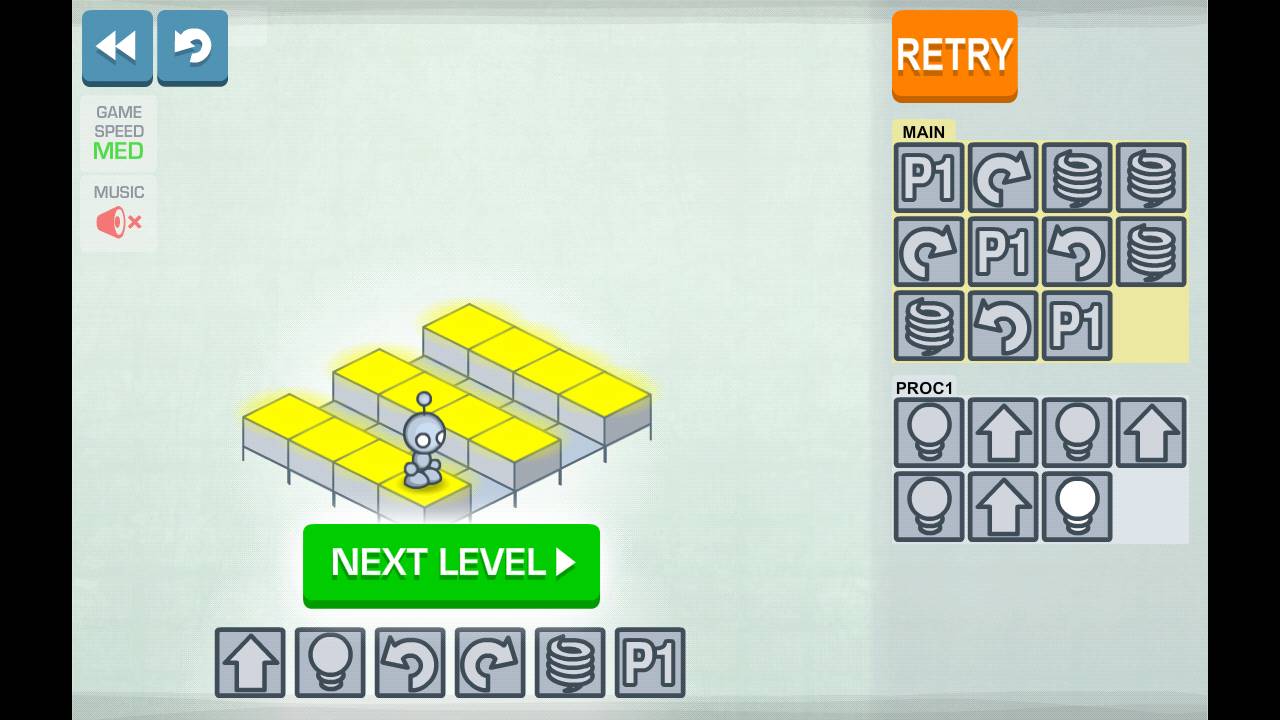 RETRY
GAME
SPEED
MED
MUSIC
MAIN
P1
P1
P1
PROC1
NEXT LEVEL
P1